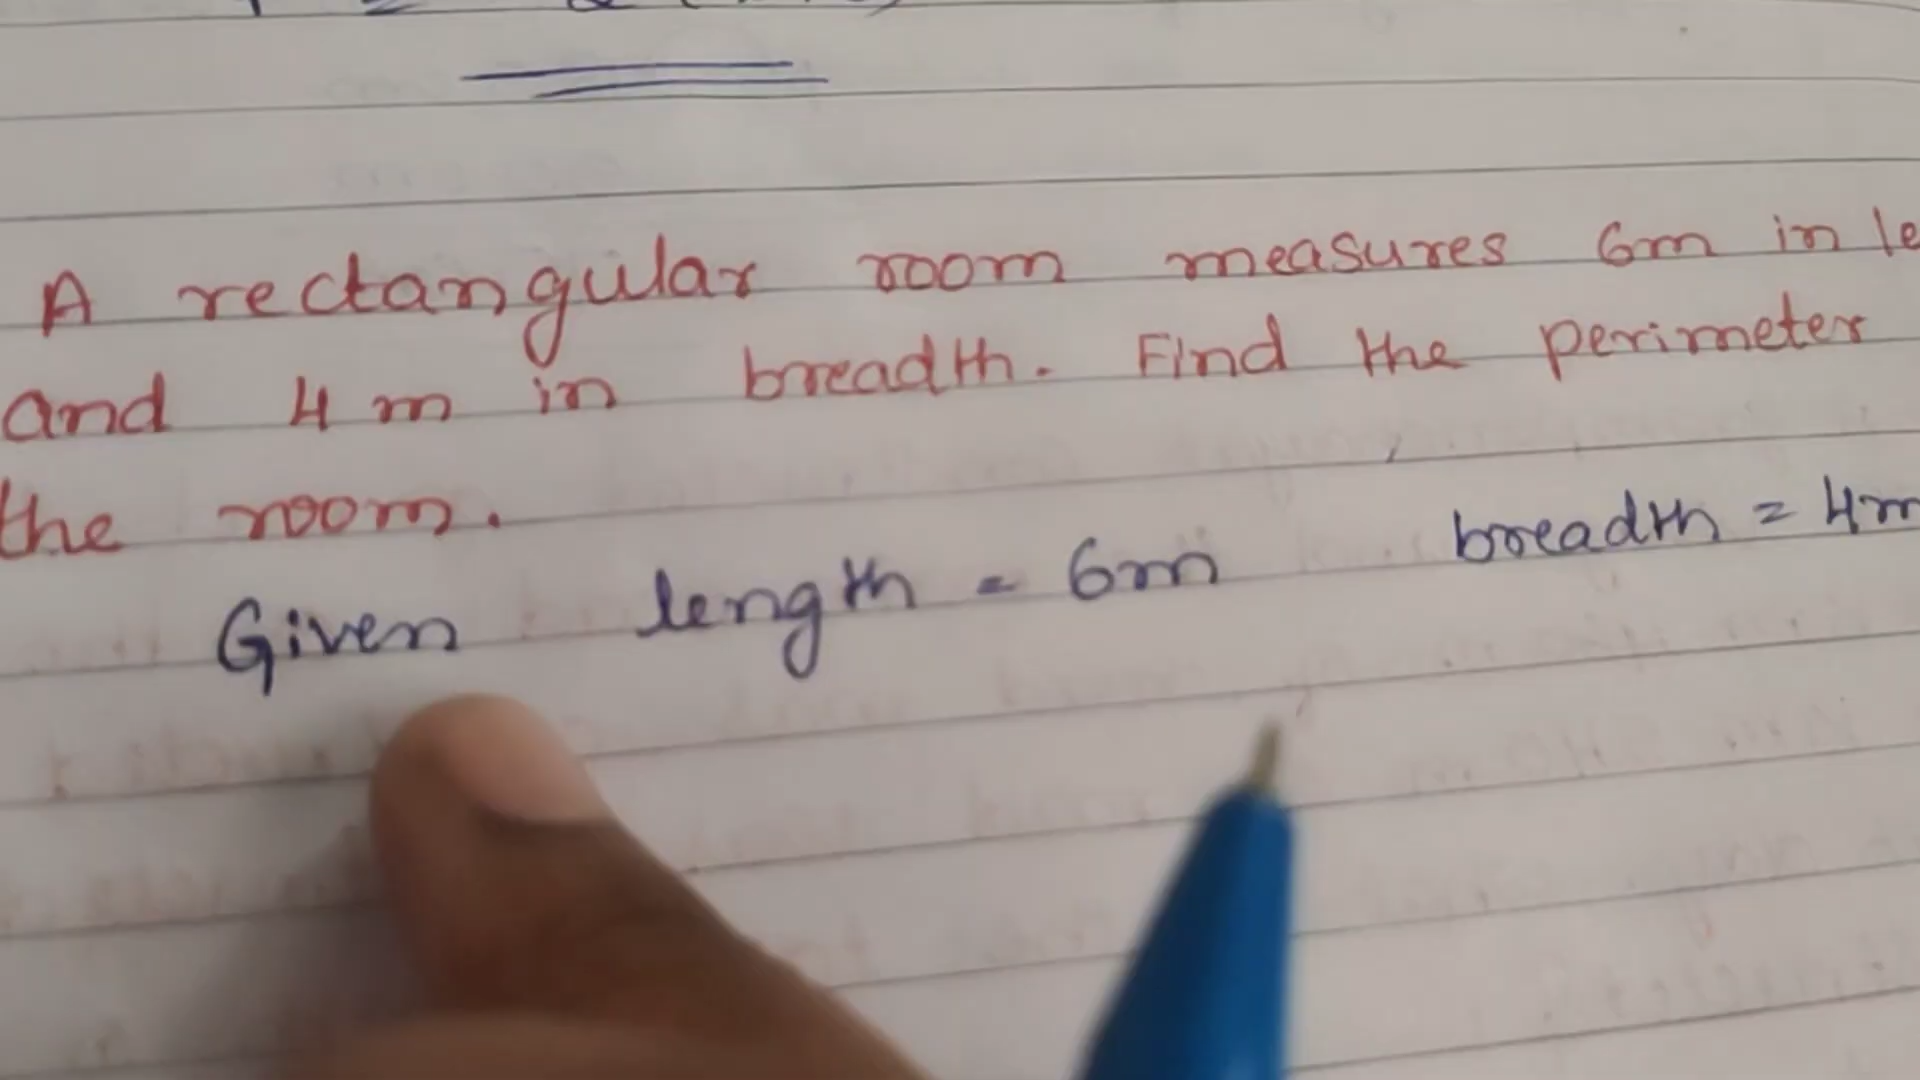 A rectangular room measures 6m in le
and 4 m in breadth. Find the perimeter
the room.
Given length = 6m breadth = 4m